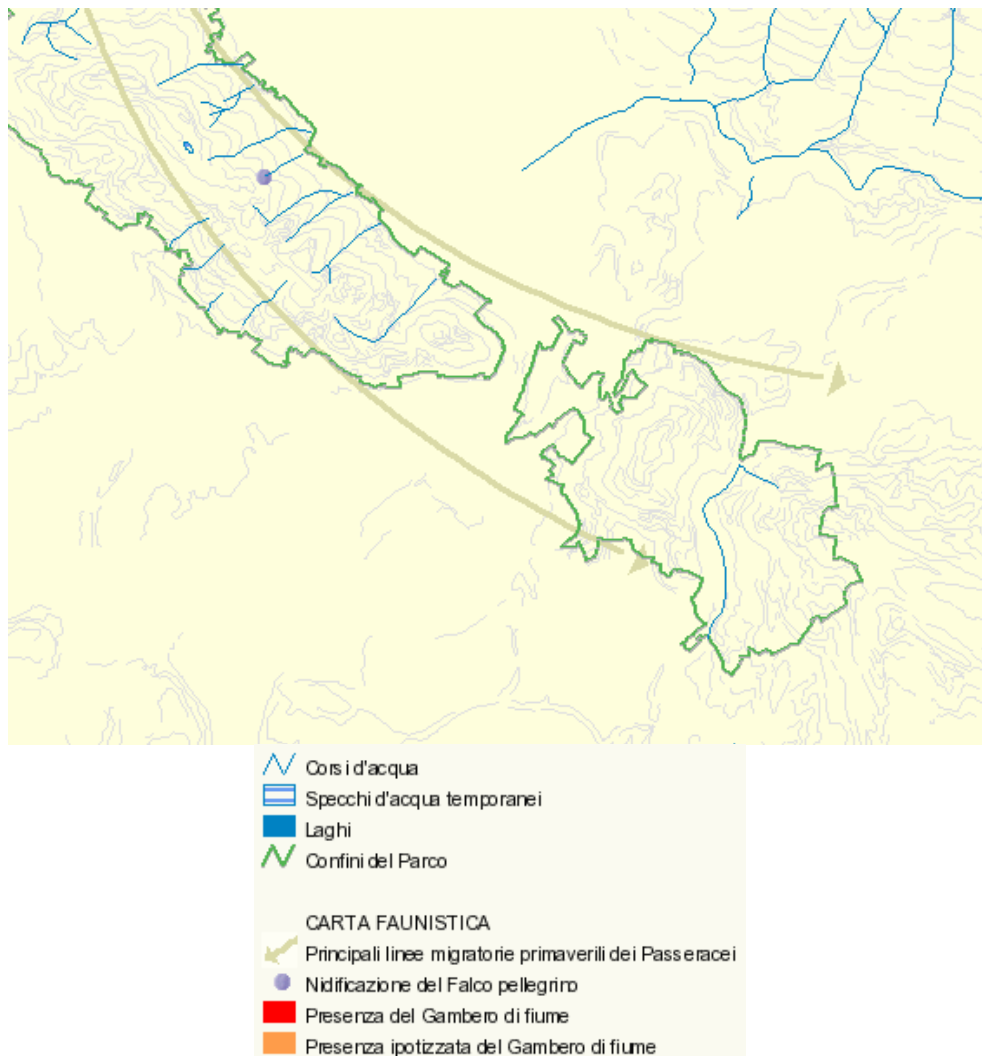 Corsi d'acqua
Specchi d'acqua temporanei
Laghi
Confini del Parco
CARTA FAUNISTICA
Principali linee migratorie primaverili dei Passeracei
Nidificazione del Falco pellegrino
Presenza del Gambero di fiume
Presenza ipotizzata del Gambero di fiume